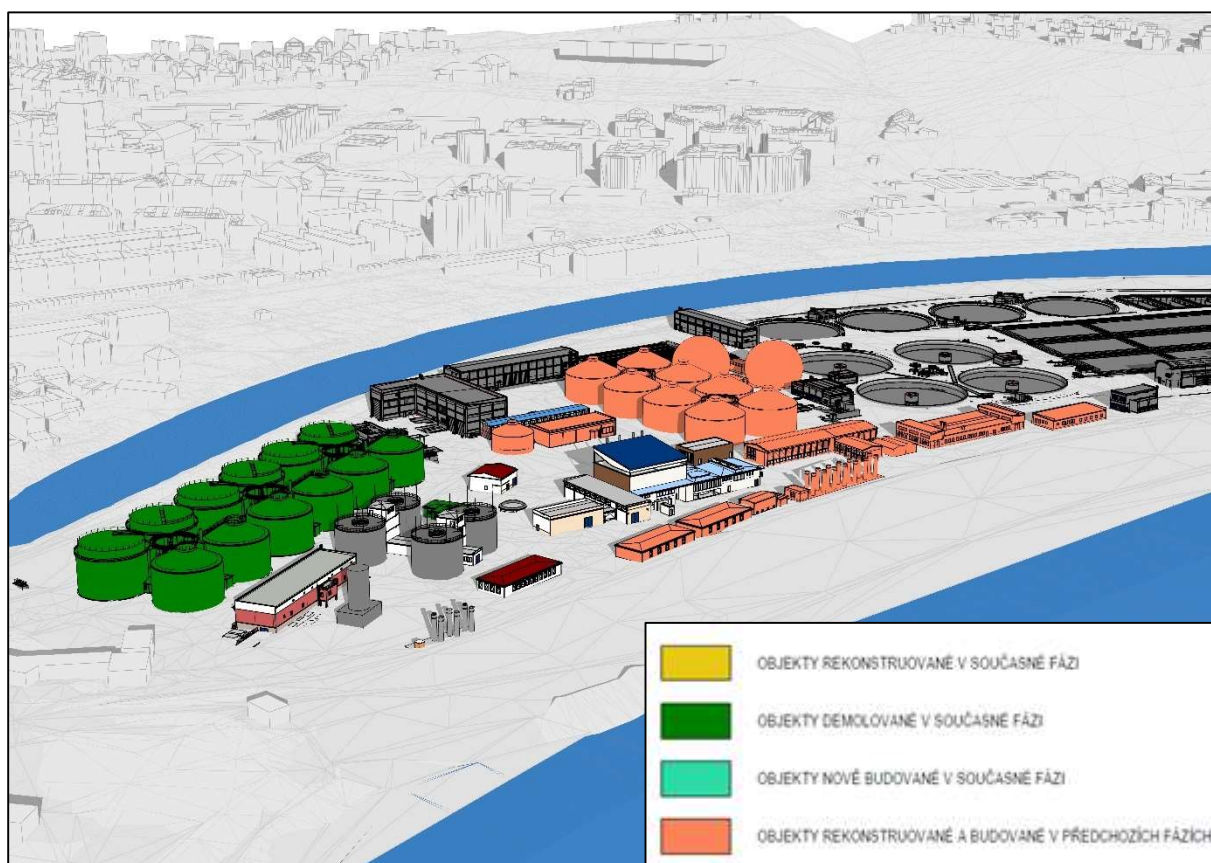 OBJEKTY REKONSTRUOVANÉ V SOUČASNÉ FÁZI
OBJEKTY DEMOLOVANÉ V SOUČASNÉ FÁZI
OBJEKTY NOVĚ BUDOVANÉ V SOUČASNÉ FÁZI
OBJEKTY REKONSTRUOVANÉ A BUDOVANÉ V PŘEDCHOZÍCH FÁZÍCH